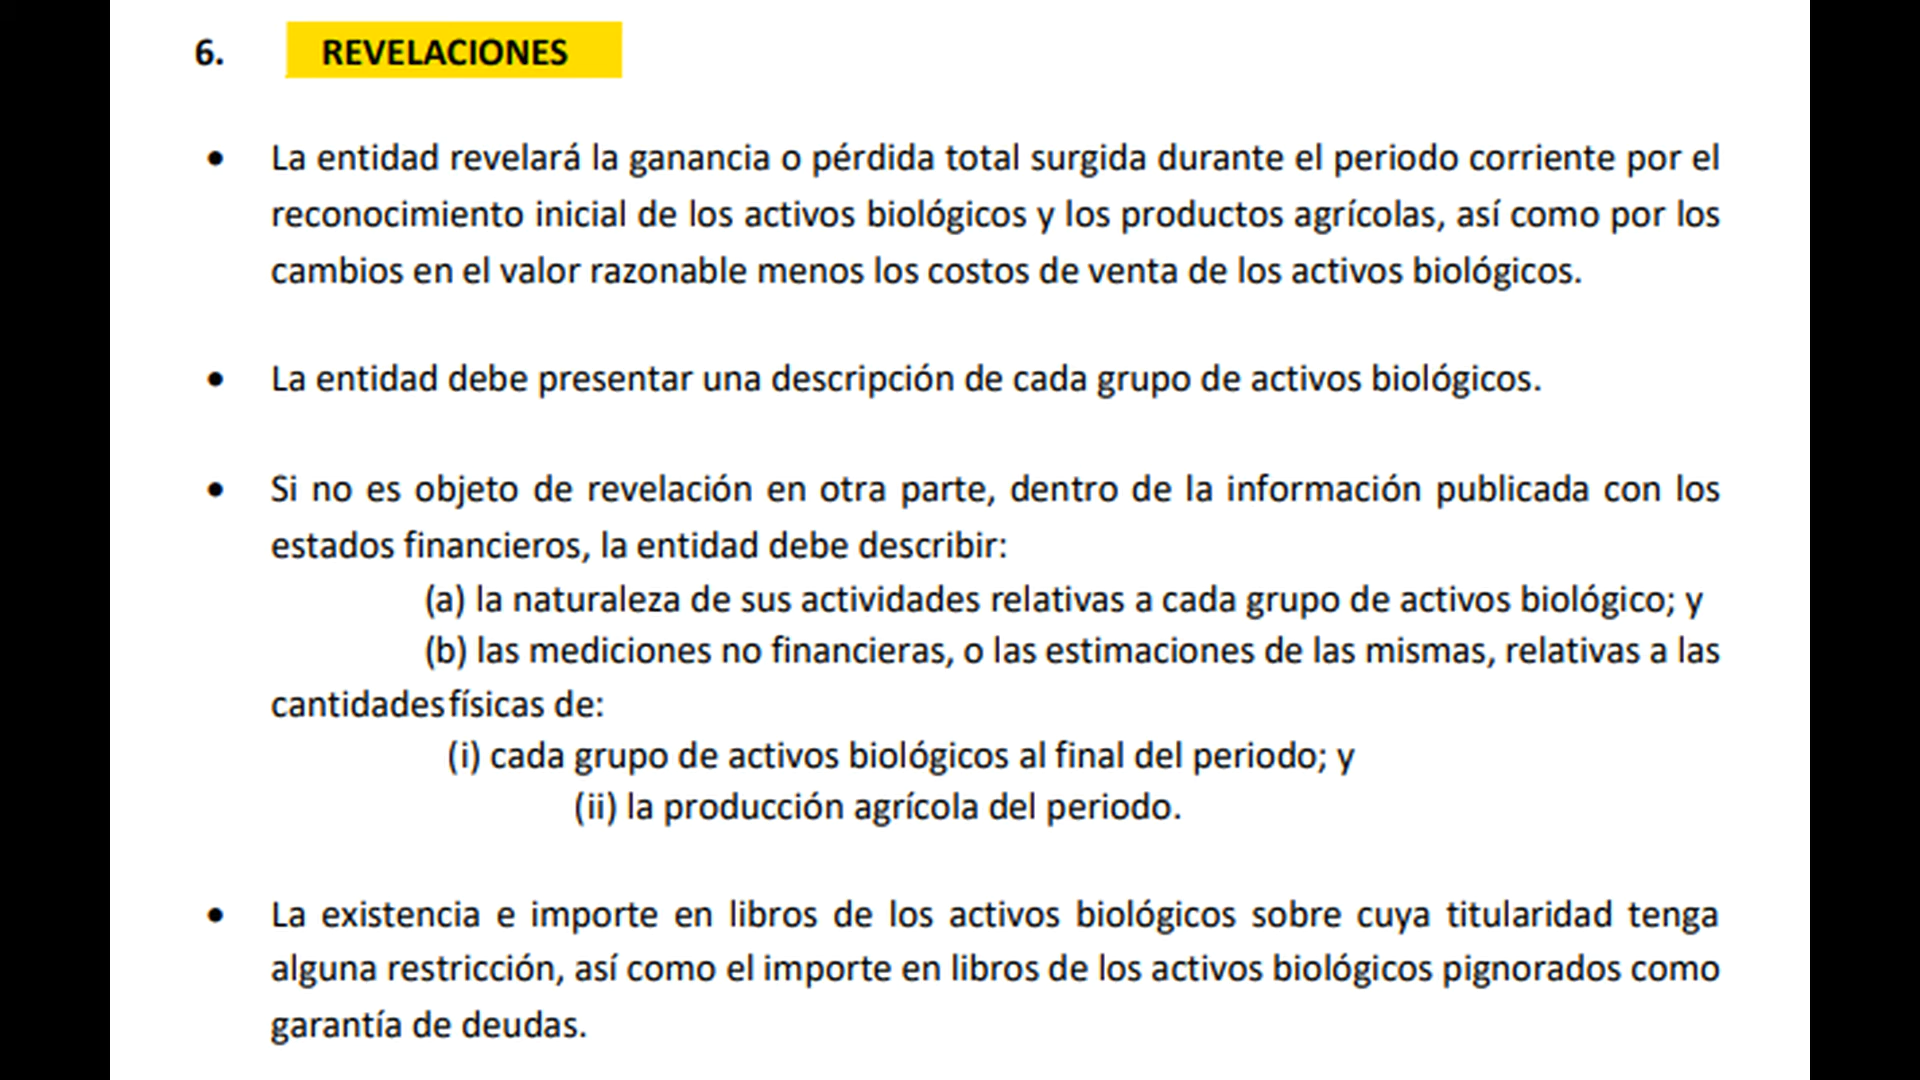 6. REVELACIONES
• La entidad revelará la ganancia o pérdida total surgida durante el periodo corriente por el
reconocimiento inicial de los activos biológicos y los productos agrícolas, así como por los
cambios en el valor razonable menos los costos de venta de los activos biológicos.
• La entidad debe presentar una descripción de cada grupo de activos biológicos.
• Si no es objeto de revelación en otra parte, dentro de la información publicada con los
estados financieros, la entidad debe describir:
(a) la naturaleza de sus actividades relativas a cada grupo de activos biológico; y
(b) las mediciones no financieras, o las estimaciones de las mismas, relativas a las
cantidades físicas de:
(i) cada grupo de activos biológicos al final del periodo; y
(ii) la producción agrícola del periodo.
• La existencia e importe en libros de los activos biológicos sobre cuya titularidad tenga
alguna restricción, así como el importe en libros de los activos biológicos pignorados como
garantía de deudas.